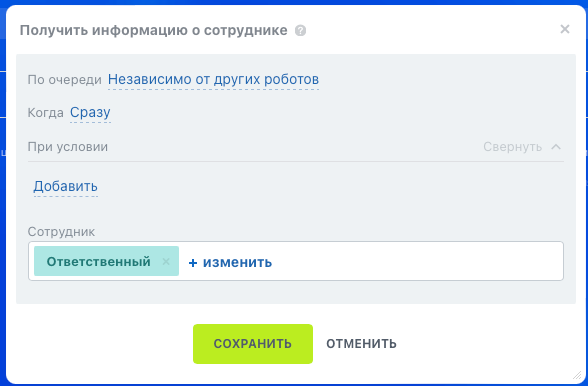 Получить информацию о сотруднике ?
По очереди Независимо от других роботов
Когда Сразу
При условии Свернуть
Добавить
Сотрудник
Ответственный × + изменить
СОХРАНИТЬ ОТМЕНИТЬ